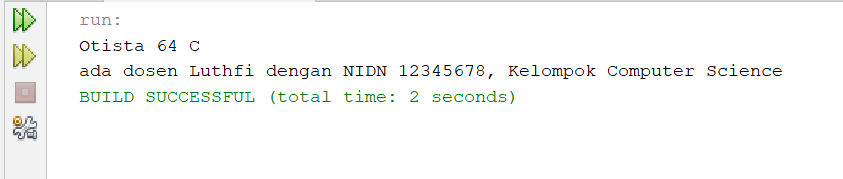 run:
Otista 64 C
ada dosen Luthfi dengan NIDN 12345678, Kelompok Computer Science
BUILD SUCCESSFUL (total time: 2 seconds)